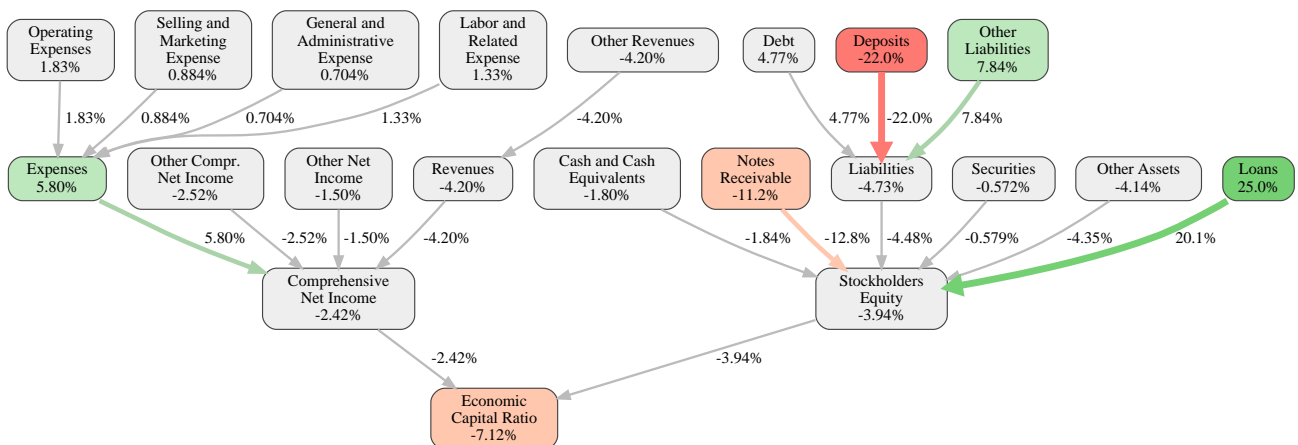 Operating
Expenses
1.83%
Selling and
Marketing
Expense
0.884%
General and
Administrative
Expense
0.704%
Labor and
Related
Expense
1.33%
Other Revenues
-4.20%
Debt
4.77%
Deposits
-22.0%
Other
Liabilities
7.84%
1.83%
0.884%
0.704%
1.33%
-4.20%
4.77%
-22.0%
7.84%
Expenses
5.80%
Other Compr.
Net Income
-2.52%
Other Net
Income
-1.50%
Revenues
-4.20%
Cash and Cash
Equivalents
-1.80%
Notes
Receivable
-11.2%
Liabilities
-4.73%
Securities
-0.572%
Other Assets
-4.14%
Loans
25.0%
5.80%
-2.52%
-1.50%
-4.20%
-1.84%
-12.8%
-4.48%
-0.579%
-4.35%
20.1%
Comprehensive
Net Income
-2.42%
Stockholders
Equity
-3.94%
-2.42%
-3.94%
Economic
Capital Ratio
-7.12%